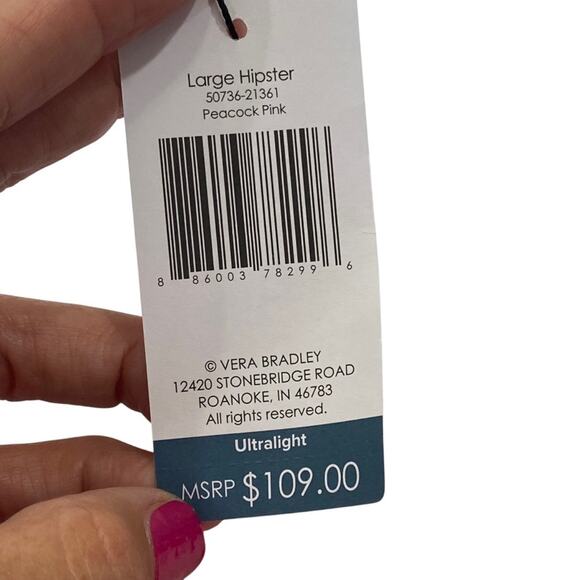 Large Hipster
50736-21361
Peacock Pink
8 86003 78299 6
© VERA BRADLEY
12420 STONEBRIDGE ROAD
ROANOKE, IN 46783
All rights reserved.
Ultralight
MSRP $109.00